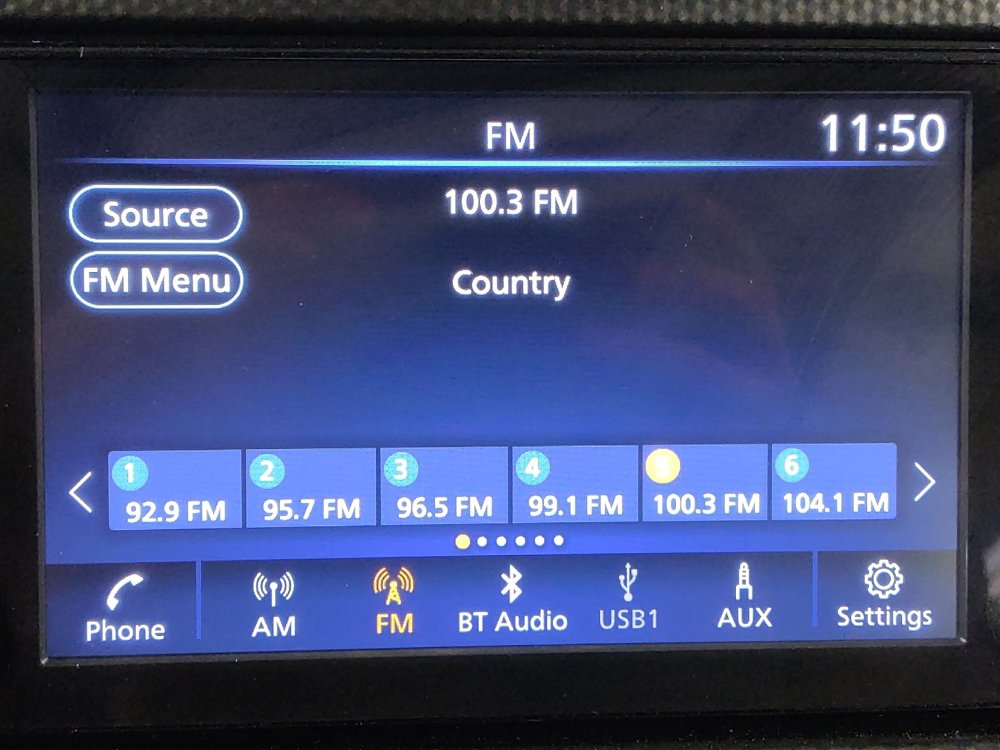 FM
11:50
Source
100.3 FM
FM Menu
Country
1
92.9 FM
2
95.7 FM
3
96.5 FM
4
99.1 FM
5
100.3 FM
6
104.1 FM
Phone
AM
FM
BT Audio
USB1
AUX
Settings